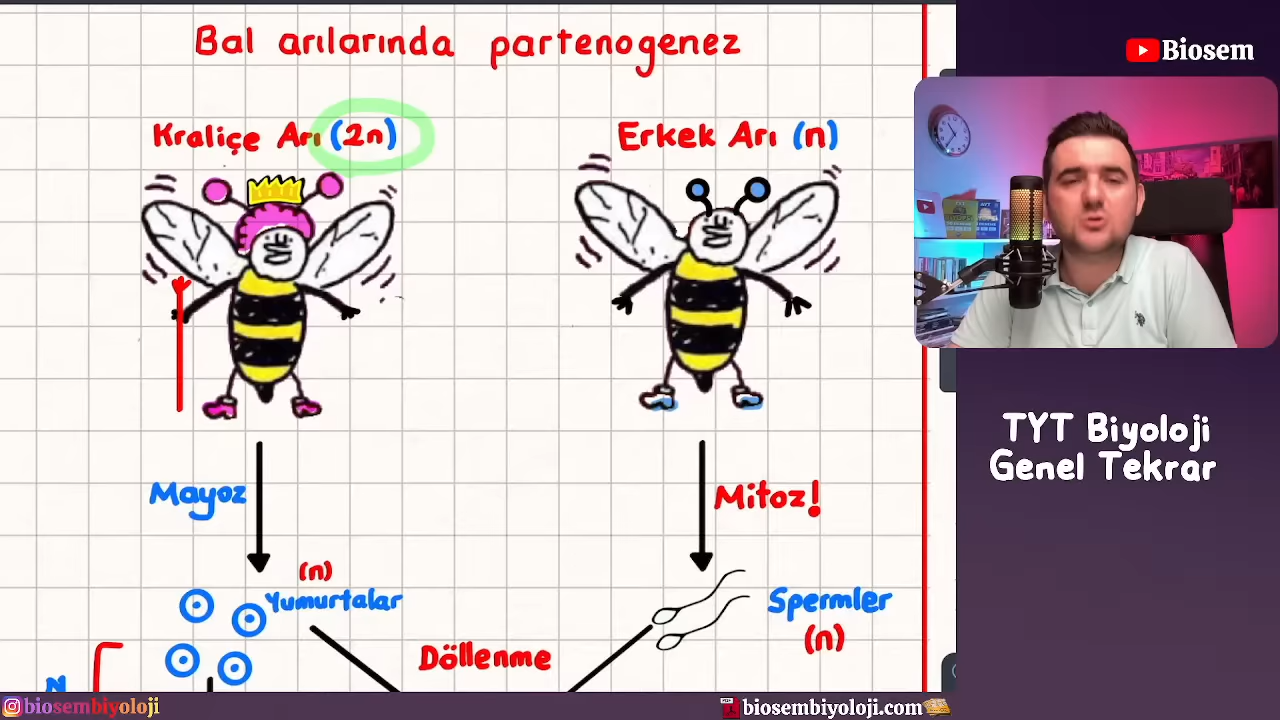 Bal arılarında partenogenez
Biosem
Kraliçe Arı (2n)
Erkek Arı (n)
TYT Biyoloji
Genel Tekrar
Mayoz
Mitoz!
(n)
Yumurtalar
Spermler
(n)
Döllenme
biosembiyoloji
biosembiyoloji.com